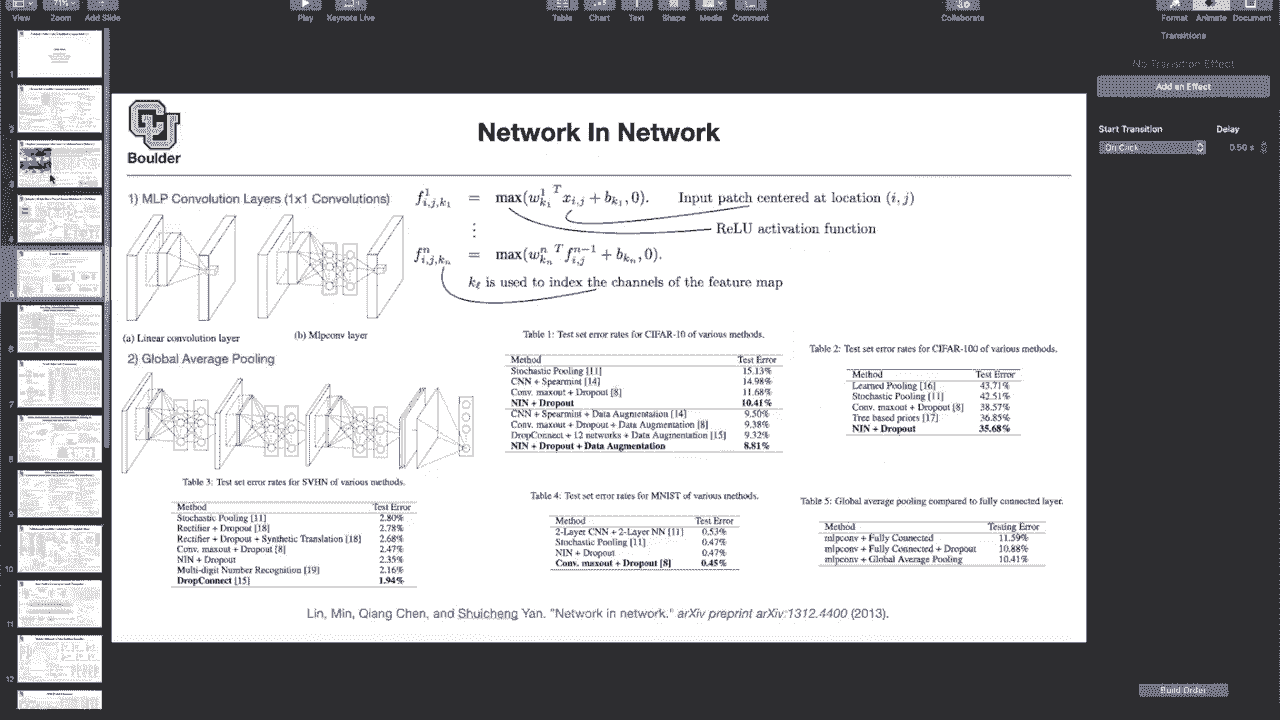 View Zoom Add Slide Play Keynote Live Table Chart Text Shape Media Comment Collaborate Format Animate Document
Transitions
Add an Effect
Start Transition Delay
On Click 0.50 s
Build Order
1
2
3
4
6
7
8
9
10
11
12
Boulder
Network In Network
1) MLP Convolution Layers (1x1 Convolutions)
f^1_{i,j,k_1} = max(w^1_{k_1}^T x_{i,j} + b_{k_1}, 0). Input patch centered at location (i, j)
⋮ ReLU activation function
f^n_{i,j,k_n} = max(w^n_{k_n}^T f^{n-1}_{i,j} + b_{k_n}, 0).
k_ℓ is used to index the channels of the feature map
(a) Linear convolution layer (b) Mlpconv layer
2) Global Average Pooling
Table 1: Test set error rates for CIFAR-10 of various methods.
Method Test Error
Stochastic Pooling [11] 15.13%
CNN + Spearmint [14] 14.98%
Conv. maxout + Dropout [8] 11.68%
NIN + Dropout 10.41%
CNN + Spearmint + Data Augmentation [14] 9.50%
Conv. maxout + Dropout + Data Augmentation [8] 9.38%
DropConnect + 12 networks + Data Augmentation [15] 9.32%
NIN + Dropout + Data Augmentation 8.81%
Table 2: Test set error rates for CIFAR-100 of various methods.
Method Test Error
Learned Pooling [16] 43.71%
Stochastic Pooling [11] 42.51%
Conv. maxout + Dropout [8] 38.57%
Tree based priors [17] 36.85%
NIN + Dropout 35.68%
Table 3: Test set error rates for SVHN of various methods.
Method Test Error
Stochastic Pooling [11] 2.80%
Rectifier + Dropout [18] 2.78%
Rectifier + Dropout + Synthetic Translation [18] 2.68%
Conv. maxout + Dropout [8] 2.47%
NIN + Dropout 2.35%
Multi-digit Number Recognition [19] 2.16%
DropConnect [15] 1.94%
Table 4: Test set error rates for MNIST of various methods.
Method Test Error
2-Layer CNN + 2-Layer NN [11] 0.53%
Stochastic Pooling [11] 0.47%
NIN + Dropout 0.47%
Conv. maxout + Dropout [8] 0.45%
Table 5: Global average pooling compared to fully connected layer.
Method Testing Error
mlpconv + Fully Connected 11.59%
mlpconv + Fully Connected + Dropout 10.88%
mlpconv + Global Average Pooling 10.41%
Lin, Min, Qiang Chen, and Shuicheng Yan. "Network in network." arXiv preprint arXiv:1312.4400 (2013).